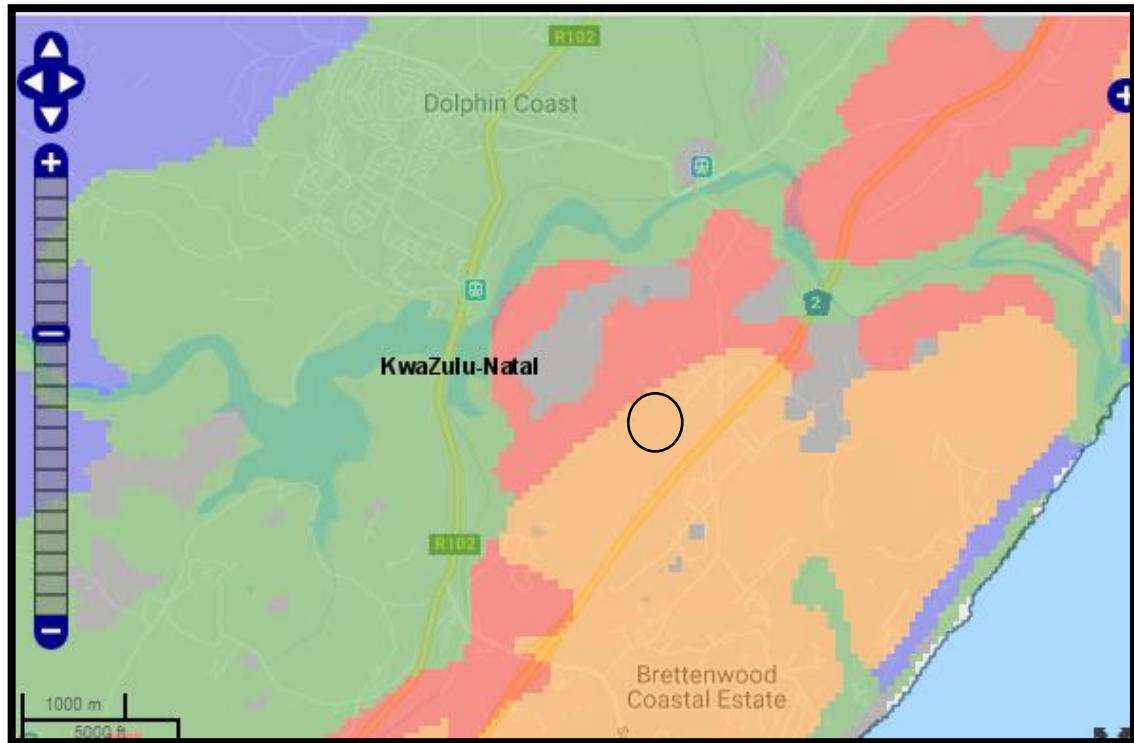 R102
Dolphin Coast
2
KwaZulu-Natal
R102
Brettenwood
Coastal Estate
1000 m
5000 ft